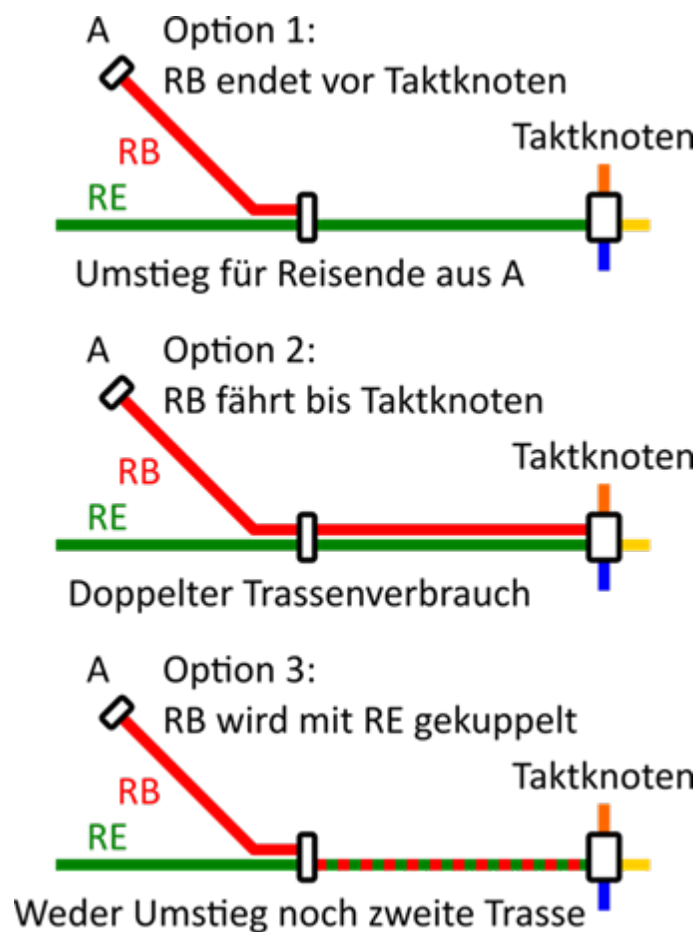 A Option 1:
RB endet vor Taktknoten
Taktknoten
RB
RE
Umstieg für Reisende aus A
A Option 2:
RB fährt bis Taktknoten
Taktknoten
RB
RE
Doppelter Trassenverbrauch
A Option 3:
RB wird mit RE gekuppelt
Taktknoten
RB
RE
Weder Umstieg noch zweite Trasse